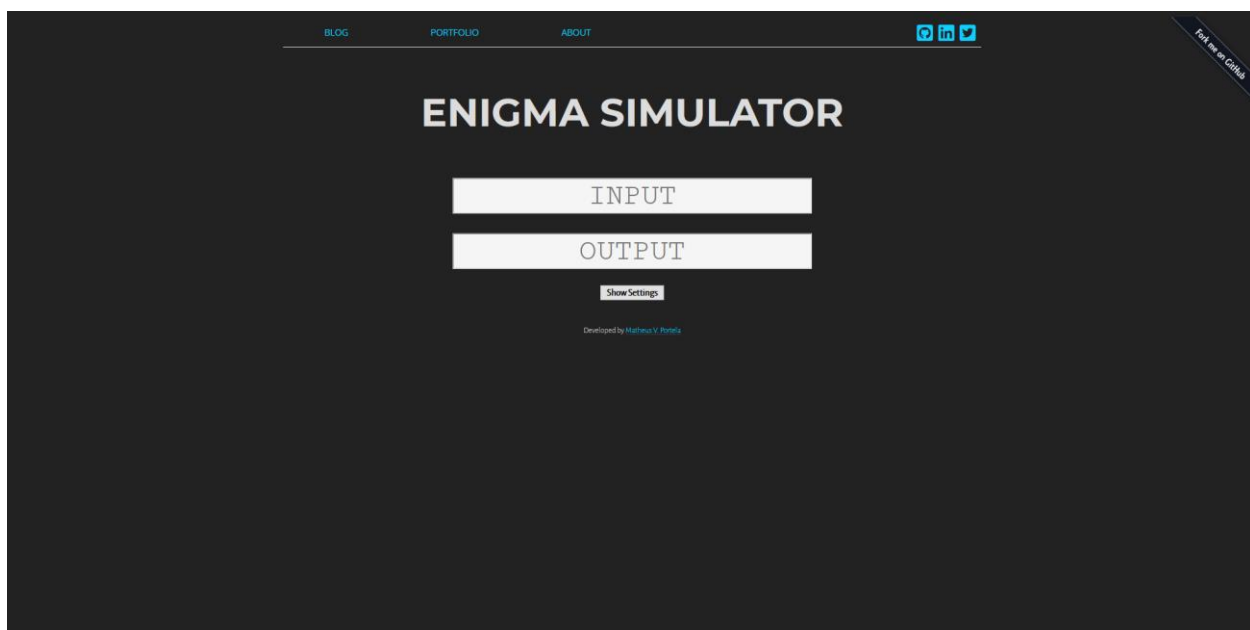 BLOG PORTFOLIO ABOUT
Fork me on GitHub
ENIGMA SIMULATOR
INPUT
OUTPUT
Show Settings
Developed by Matheus V. Portela